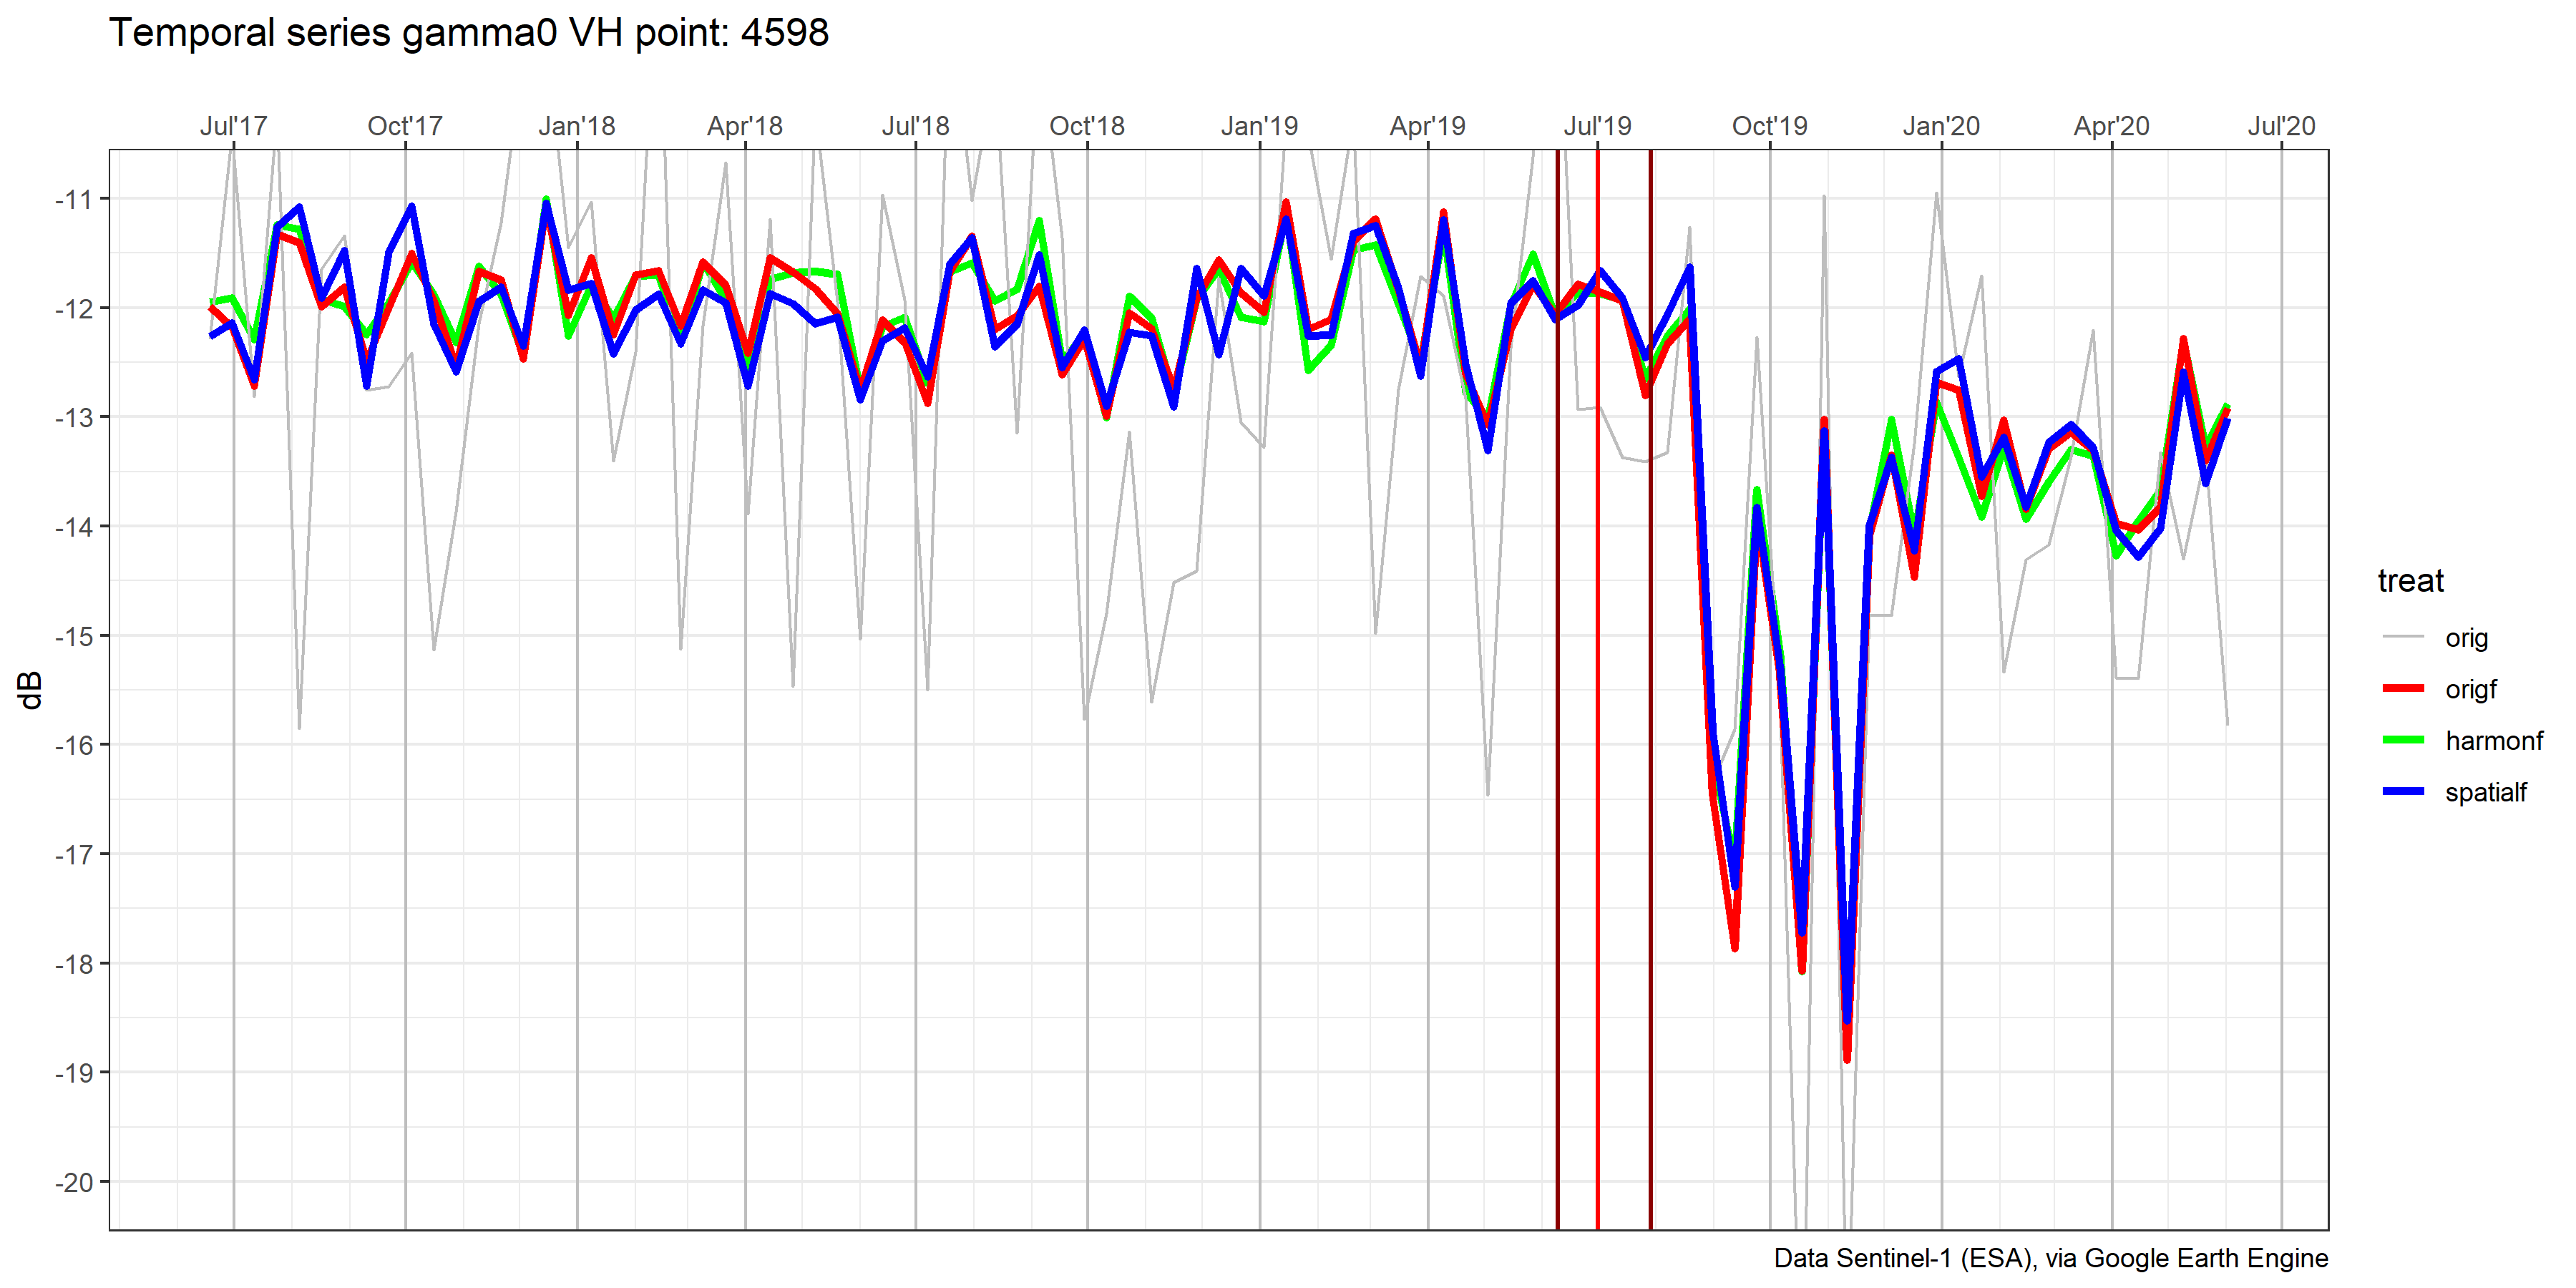 Temporal series gamma0 VH point: 4598
Jul'17 Oct'17 Jan'18 Apr'18 Jul'18 Oct'18 Jan'19 Apr'19 Jul'19 Oct'19 Jan'20 Apr'20 Jul'20
-11
-12
-13
-14
-15
-16
-17
-18
-19
-20
dB
treat
orig
origf
harmonf
spatialf
Data Sentinel-1 (ESA), via Google Earth Engine